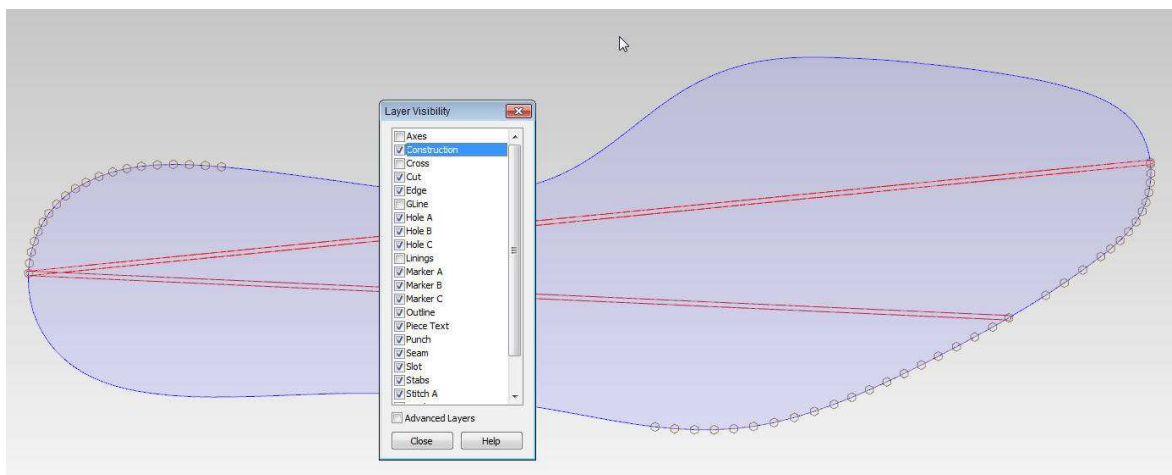 Layer Visibility
Axes
Construction
Cross
Cut
Edge
GLine
Hole A
Hole B
Hole C
Linings
Marker A
Marker B
Marker C
Outline
Piece Text
Punch
Seam
Slot
Stabs
Stitch A
Advanced Layers
Close
Help